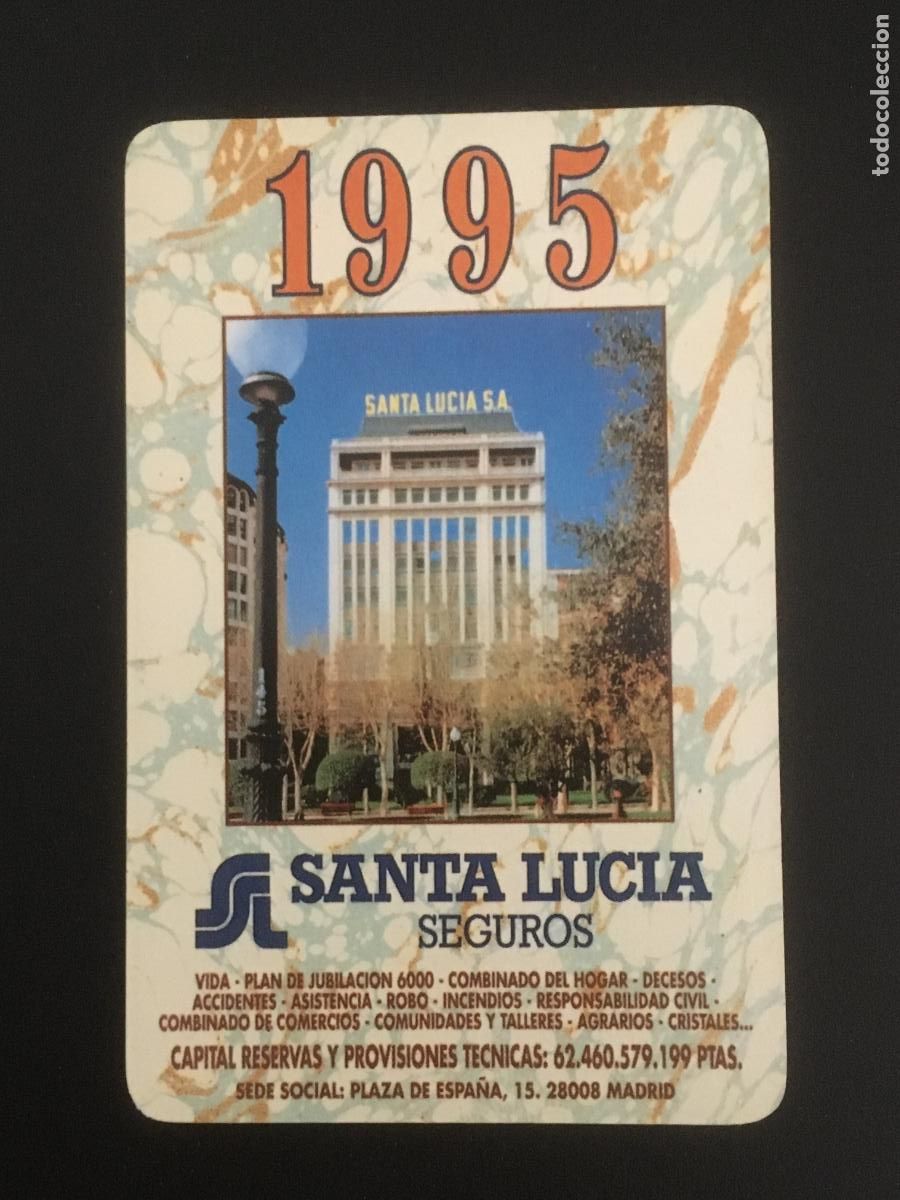 1995
SANTA LUCIA S.A.
SANTA LUCIA
SEGUROS
VIDA - PLAN DE JUBILACION 6000 - COMBINADO DEL HOGAR - DECESOS -
ACCIDENTES - ASISTENCIA - ROBO - INCENDIOS - RESPONSABILIDAD CIVIL -
COMBINADO DE COMERCIOS - COMUNIDADES Y TALLERES - AGRARIOS - CRISTALES...
CAPITAL RESERVAS Y PROVISIONES TECNICAS: 62.460.579.199 PTAS.
SEDE SOCIAL: PLAZA DE ESPAÑA, 15. 28008 MADRID
todocoleccion